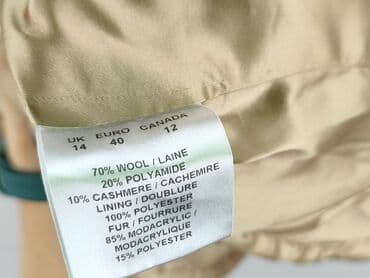 UK EURO CANADA
14 40 12
70% WOOL / LAINE
20% POLYAMIDE
10% CASHMERE / CACHEMIRE
LINING / DOUBLURE
100% POLYESTER
FUR / FOURRURE
85% MODACRYLIC /
MODACRYLIQUE
15% POLYESTER